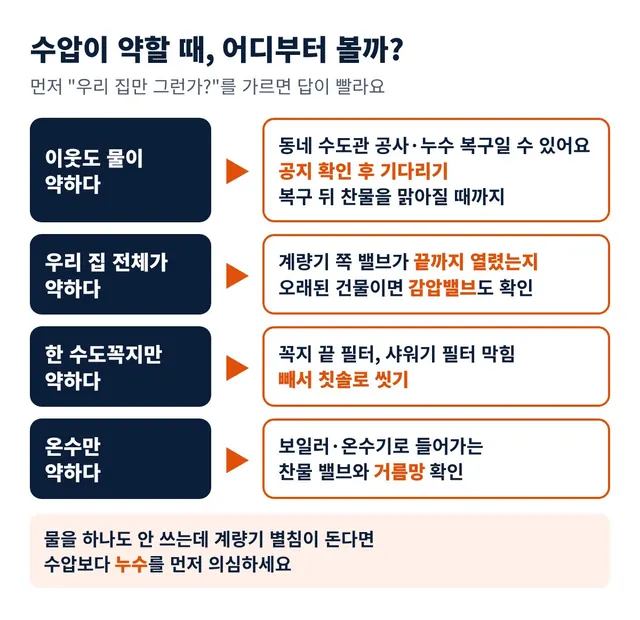 수압이 약할 때, 어디부터 볼까?
먼저 "우리 집만 그런가?"를 가르면 답이 빨라요
이웃도 물이
약하다
동네 수도관 공사·누수 복구일 수 있어요
공지 확인 후 기다리기
복구 뒤 찬물을 맑아질 때까지
우리 집 전체가
약하다
계량기 쪽 밸브가 끝까지 열렸는지
오래된 건물이면 감압밸브도 확인
한 수도꼭지만
약하다
꼭지 끝 필터, 샤워기 필터 막힘
빼서 칫솔로 씻기
온수만
약하다
보일러·온수기로 들어가는
찬물 밸브와 거름망 확인
물을 하나도 안 쓰는데 계량기 별침이 돈다면
수압보다 누수를 먼저 의심하세요